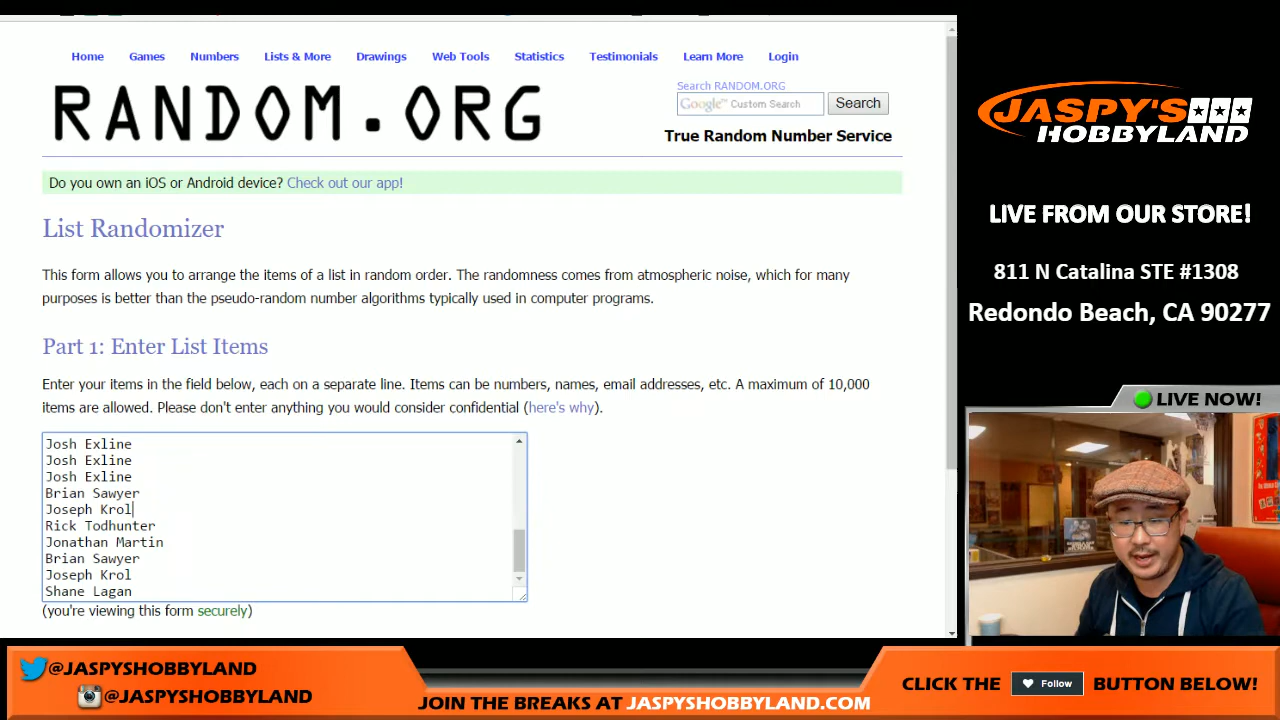 Home Games Numbers Lists & More Drawings Web Tools Statistics Testimonials Learn More Login
RANDOM.ORG
Search RANDOM.ORG
Google™ Custom Search Search
True Random Number Service
Do you own an iOS or Android device? Check out our app!
List Randomizer
This form allows you to arrange the items of a list in random order. The randomness comes from atmospheric noise, which for many
purposes is better than the pseudo-random number algorithms typically used in computer programs.
Part 1: Enter List Items
Enter your items in the field below, each on a separate line. Items can be numbers, names, email addresses, etc. A maximum of 10,000
items are allowed. Please don't enter anything you would consider confidential (here's why).
Josh Exline
Josh Exline
Josh Exline
Brian Sawyer
Joseph Krol
Rick Todhunter
Jonathan Martin
Brian Sawyer
Joseph Krol
Shane Lagan
(you're viewing this form securely)
JASPY'S
HOBBYLAND
LIVE FROM OUR STORE!
811 N Catalina STE #1308
Redondo Beach, CA 90277
LIVE NOW!
@JASPYSHOBBYLAND
@JASPYSHOBBYLAND
JOIN THE BREAKS AT JASPYSHOBBYLAND.COM
CLICK THE Follow BUTTON BELOW!